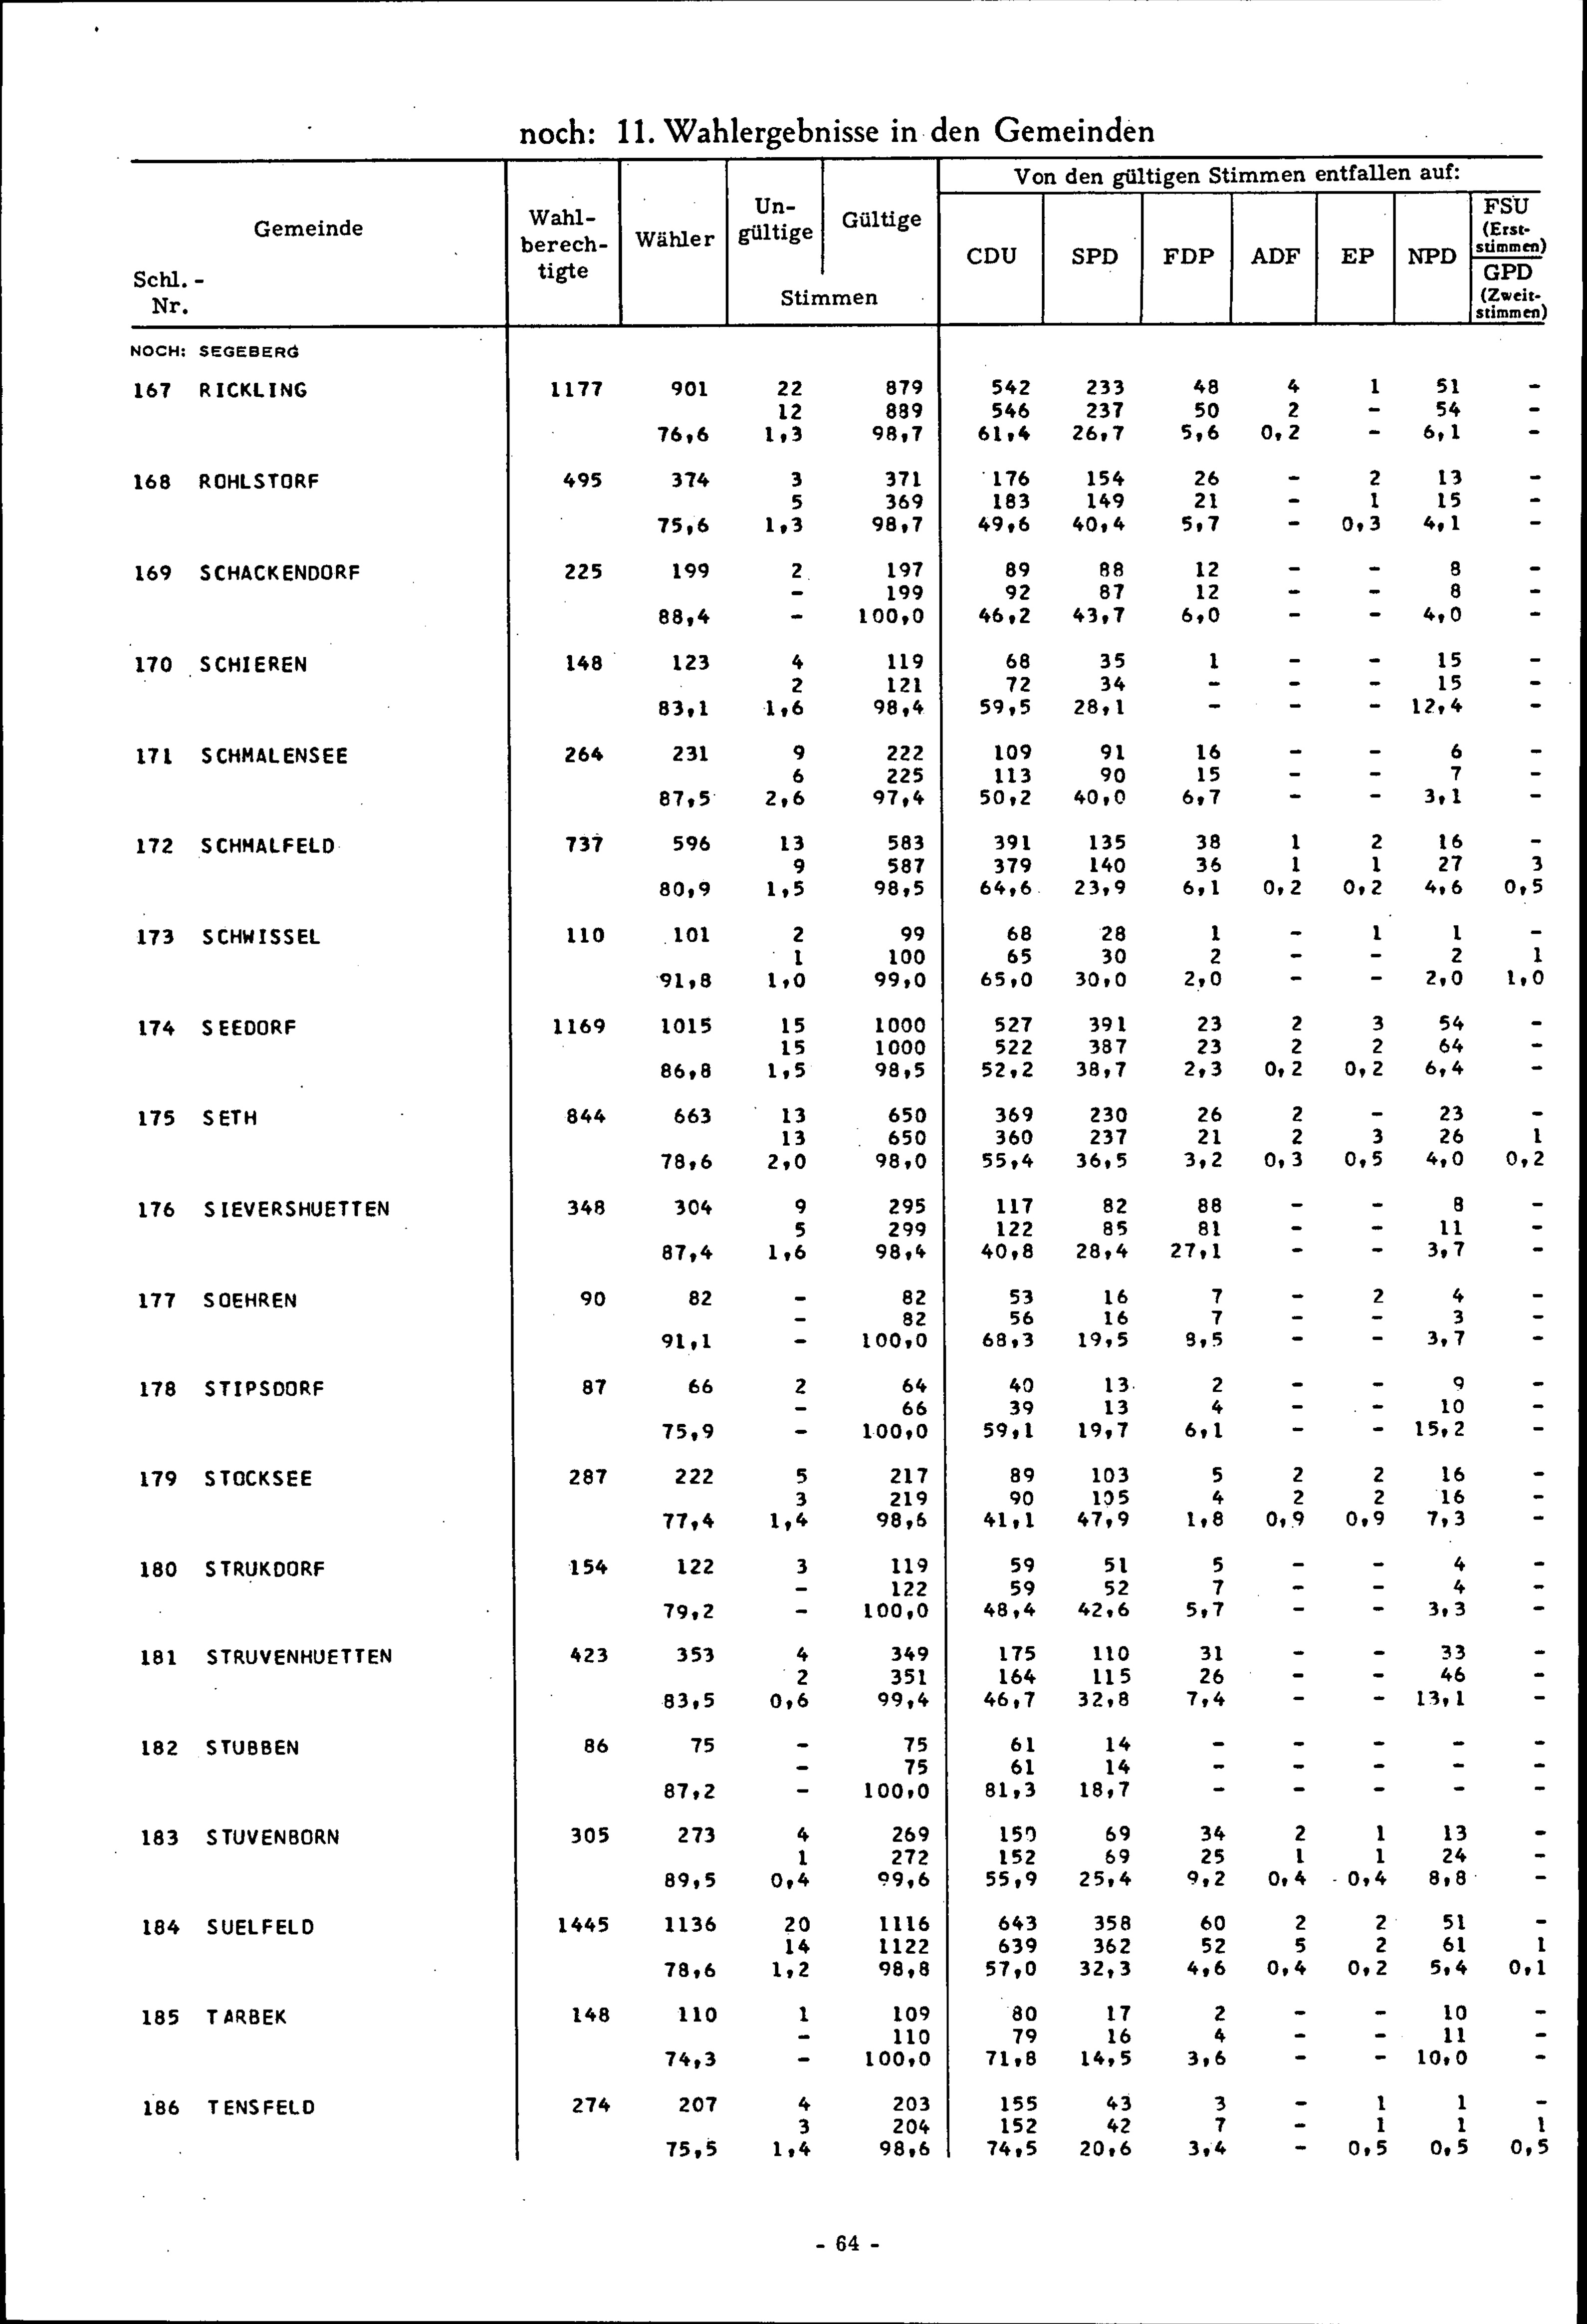 noch: 11. Wahlergebnisse in den Gemeinden
Gemeinde
Schl. - Nr.
Wahl-
berech-
tigte
Wähler
Un-
gültige
Gültige
Stimmen
Von den gültigen Stimmen entfallen auf:
CDU SPD FDP ADF EP NPD
FSU
(Erst-
stimmen)
GPD
(Zweit-
stimmen)
NOCH: SEGEBERG
167 RICKLING 1177 901 22 879 542 233 48 4 1 51 -
12 889 546 237 50 2 - 54 -
76,6 1,3 98,7 61,4 26,7 5,6 0,2 - 6,1 -
168 ROHLSTORF 495 374 3 371 176 154 26 - 2 13 -
5 369 183 149 21 - 1 15 -
75,6 1,3 98,7 49,6 40,4 5,7 - 0,3 4,1 -
169 SCHACKENDORF 225 199 2 197 89 88 12 - - 8 -
- 199 92 87 12 - - 8 -
88,4 - 100,0 46,2 43,7 6,0 - - 4,0 -
170 SCHIEREN 148 123 4 119 68 35 1 - - 15 -
2 121 72 34 - - - 15 -
83,1 1,6 98,4 59,5 28,1 - - - 12,4 -
171 SCHMALENSEE 264 231 9 222 109 91 16 - - 6 -
6 225 113 90 15 - - 7 -
87,5 2,6 97,4 50,2 40,0 6,7 - - 3,1 -
172 SCHMALFELD 737 596 13 583 391 135 38 1 2 16 -
9 587 379 140 36 1 1 27 3
80,9 1,5 98,5 64,6 23,9 6,1 0,2 0,2 4,6 0,5
173 SCHWISSEL 110 101 2 99 68 28 1 - 1 1 -
1 100 65 30 2 - - 2 1
91,8 1,0 99,0 65,0 30,0 2,0 - - 2,0 1,0
174 SEEDORF 1169 1015 15 1000 527 391 23 2 3 54 -
15 1000 522 387 23 2 2 64 -
86,8 1,5 98,5 52,2 38,7 2,3 0,2 0,2 6,4 -
175 SETH 844 663 13 650 369 230 26 2 - 23 -
13 650 360 237 21 2 3 26 1
78,6 2,0 98,0 55,4 36,5 3,2 0,3 0,5 4,0 0,2
176 SIEVERSHUETTEN 348 304 9 295 117 82 88 - - 8 -
5 299 122 85 81 - - 11 -
87,4 1,6 98,4 40,8 28,4 27,1 - - 3,7 -
177 SOEHREN 90 82 - 82 53 16 7 - 2 4 -
- 82 56 16 7 - - 3 -
91,1 - 100,0 68,3 19,5 8,5 - - 3,7 -
178 STIPSDORF 87 66 2 64 40 13 2 - - 9 -
- 66 39 13 4 - - 10 -
75,9 - 100,0 59,1 19,7 6,1 - - 15,2 -
179 STOCKSEE 287 222 5 217 89 103 5 2 2 16 -
3 219 90 105 4 2 2 16 -
77,4 1,4 98,6 41,1 47,9 1,8 0,9 0,9 7,3 -
180 STRUKDORF 154 122 3 119 59 51 5 - - 4 -
- 122 59 52 7 - - 4 -
79,2 - 100,0 48,4 42,6 5,7 - - 3,3 -
181 STRUVENHUETTEN 423 353 4 349 175 110 31 - - 33 -
2 351 164 115 26 - - 46 -
83,5 0,6 99,4 46,7 32,8 7,4 - - 13,1 -
182 STUBBEN 86 75 - 75 61 14 - - - - -
- 75 61 14 - - - - -
87,2 - 100,0 81,3 18,7 - - - - -
183 STUVENBORN 305 273 4 269 150 69 34 2 1 13 -
1 272 152 69 25 1 1 24 -
89,5 0,4 99,6 55,9 25,4 9,2 0,4 0,4 8,8 -
184 SUELFELD 1445 1136 20 1116 643 358 60 2 2 51 -
14 1122 639 362 52 5 2 61 1
78,6 1,2 98,8 57,0 32,3 4,6 0,4 0,2 5,4 0,1
185 TARBEK 148 110 1 109 80 17 2 - - 10 -
- 110 79 16 4 - - 11 -
74,3 - 100,0 71,8 14,5 3,6 - - 10,0 -
186 TENSFELD 274 207 4 203 155 43 3 - 1 1 -
3 204 152 42 7 - 1 1 1
75,5 1,4 98,6 74,5 20,6 3,4 - 0,5 0,5 0,5
- 64 -